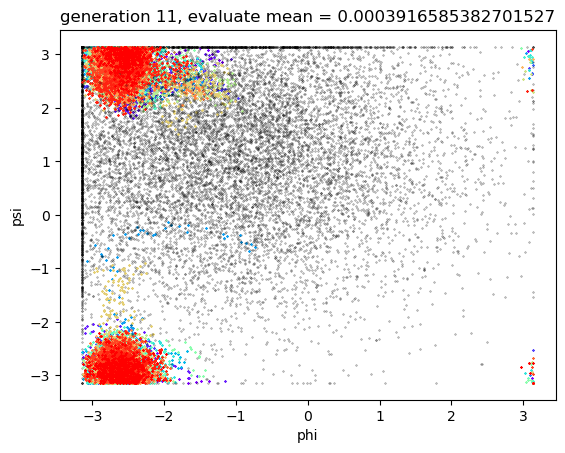 generation 11, evaluate mean = 0.0003916585382701527
3
2
1
0
−1
−2
−3
psi
−3 −2 −1 0 1 2 3
phi